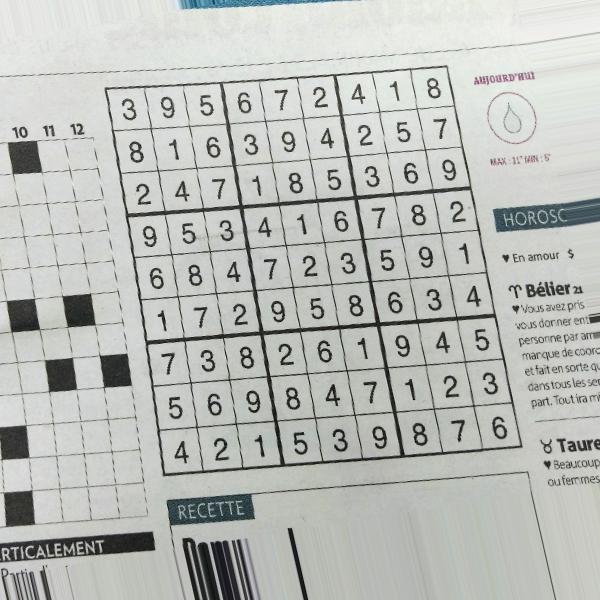 10 11 12
3 9 5 6 7 2 4 1 8
8 1 6 3 9 4 2 5 7
2 4 7 1 8 5 3 6 9
9 5 3 4 1 6 7 8 2
6 8 4 7 2 3 5 9 1
1 7 2 9 5 8 6 3 4
7 3 8 2 6 1 9 4 5
5 6 9 8 4 7 1 2 3
4 2 1 5 3 9 8 7 6
AUJOURD'HUI
MAX : 11° MIN : 6°
HOROSC
♥ En amour $
♈ Bélier 21
♥ Vous avez pris
vous donner ent
personne par am
manque de coord
et fait en sorte qu
dans tous les ser
part. Tout ira mi
♉ Taure
♥ Beaucoup
ou femmes
RECETTE
RTICALEMENT